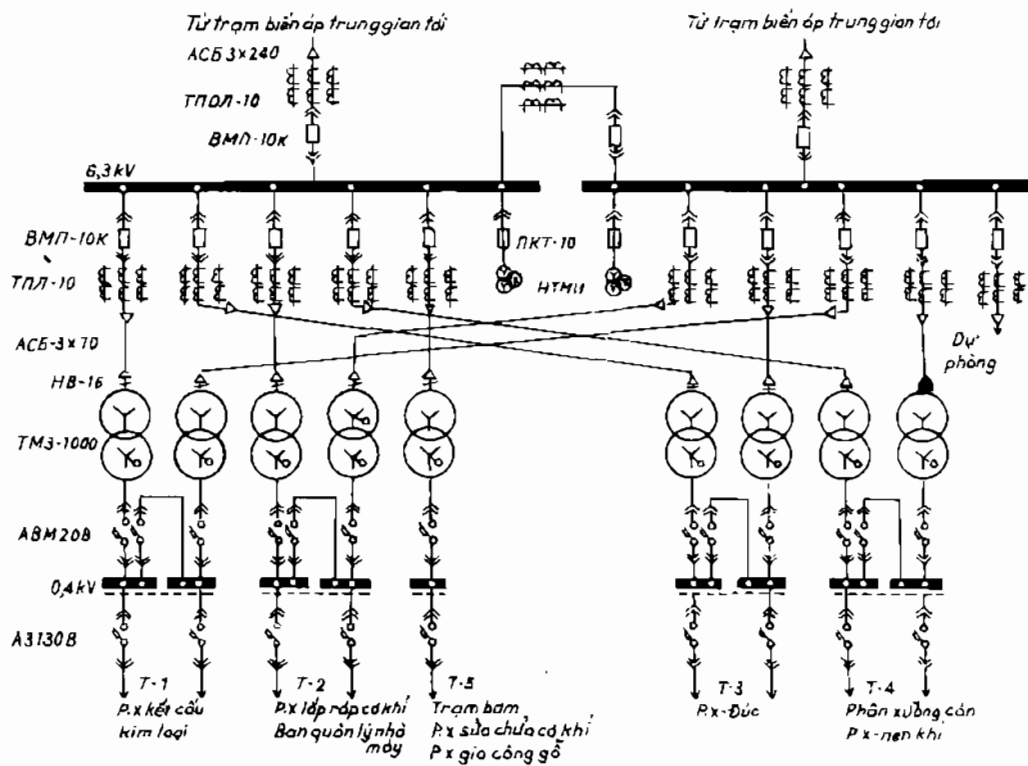 Từ trạm biến áp trung gian tới
Từ trạm biến áp trung gian tới
АСБ 3×240
ТПОЛ-10
ВМП-10К
6,3kV
ВМП-10К
ПКТ-10
ТПЛ-10
НТМИ
АСБ-3×70
Dự
phòng
НВ-16
ТМЗ-1000
АВМ20В
0,4kV
А3130В
T-1
T-2
T-5
T-3
T-4
P.x kết cấu
kim loại
P.x lắp ráp cơ khí
Ban quản lý nhà
máy
Trạm bơm
P.x sửa chữa cơ khí
P.x gia công gỗ
P.x-Đúc
Phân xưởng cán
P.x-nen khí